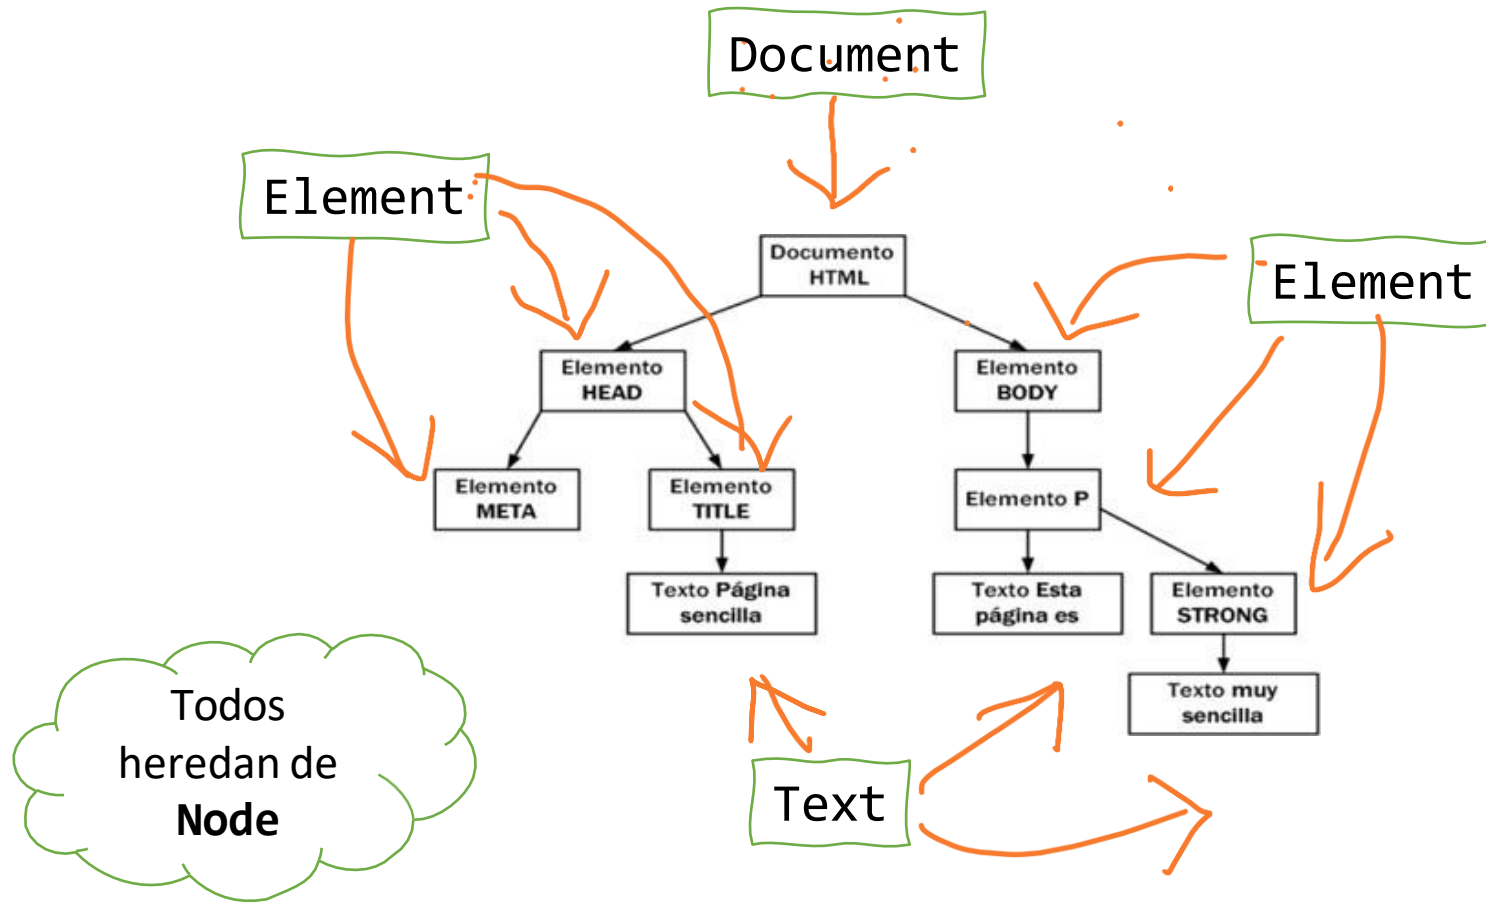 Document
Element
Element
Documento
HTML
Elemento
HEAD
Elemento
BODY
Elemento
META
Elemento
TITLE
Elemento P
Texto Página
sencilla
Texto Esta
página es
Elemento
STRONG
Texto muy
sencilla
Todos
heredan de
Node
Text